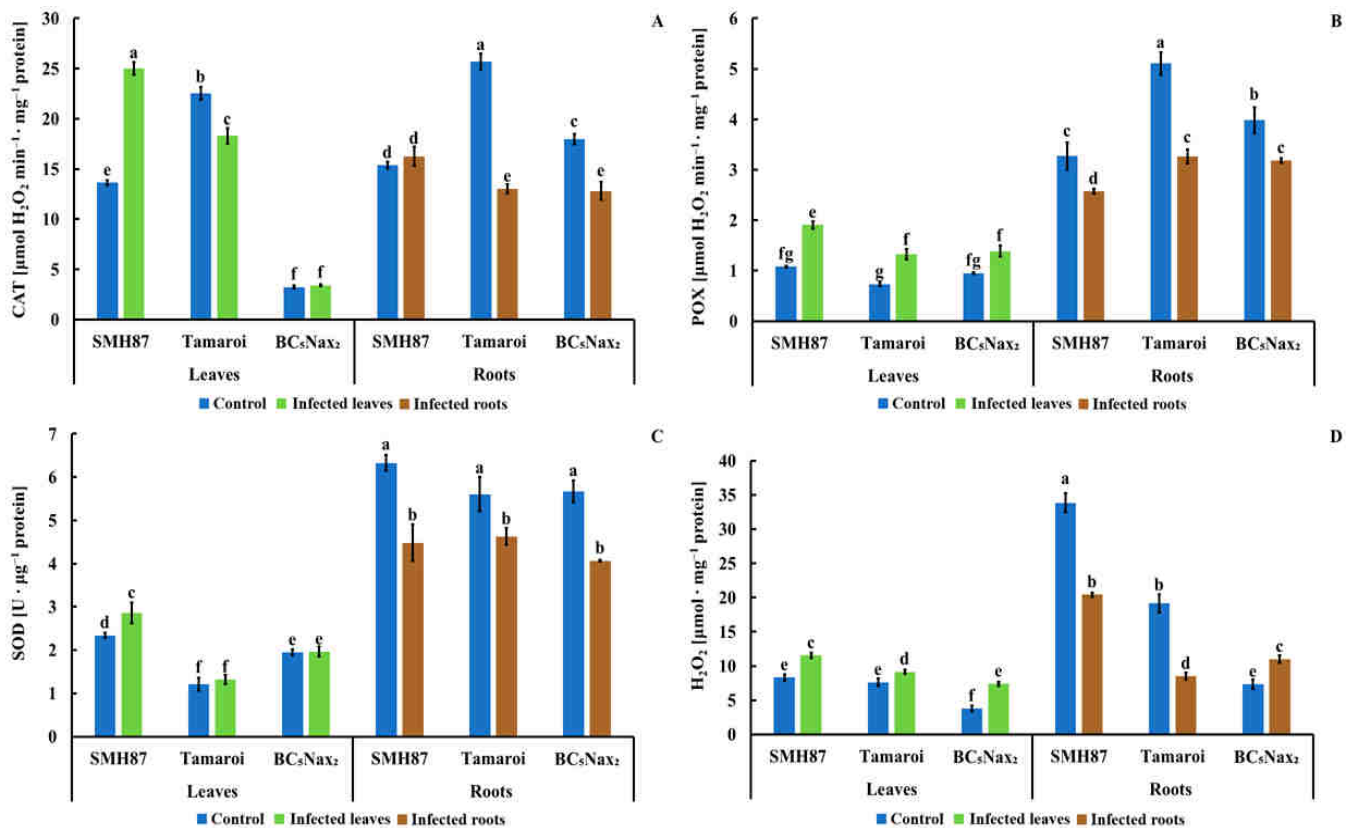 A
CAT [µmol H₂O₂ min⁻¹ · mg⁻¹ protein]
30
25
20
15
10
5
0
e
a
b
c
f
f
d
d
a
e
c
e
SMH87
Tamaroi
BC₅Nax₂
SMH87
Tamaroi
BC₅Nax₂
Leaves
Roots
Control
Infected leaves
Infected roots
B
POX [µmol H₂O₂ min⁻¹ · mg⁻¹ protein]
6
5
4
3
2
1
0
fg
e
g
f
fg
f
c
d
a
c
b
c
SMH87
Tamaroi
BC₅Nax₂
SMH87
Tamaroi
BC₅Nax₂
Leaves
Roots
Control
Infected leaves
Infected roots
C
SOD [U · µg⁻¹ protein]
7
6
5
4
3
2
1
0
d
c
f
f
e
e
a
b
a
b
a
b
SMH87
Tamaroi
BC₅Nax₂
SMH87
Tamaroi
BC₅Nax₂
Leaves
Roots
Control
Infected leaves
Infected roots
D
H₂O₂ [µmol · mg⁻¹ protein]
40
35
30
25
20
15
10
5
0
e
c
e
d
f
e
a
b
b
d
e
c
SMH87
Tamaroi
BC₅Nax₂
SMH87
Tamaroi
BC₅Nax₂
Leaves
Roots
Control
Infected leaves
Infected roots